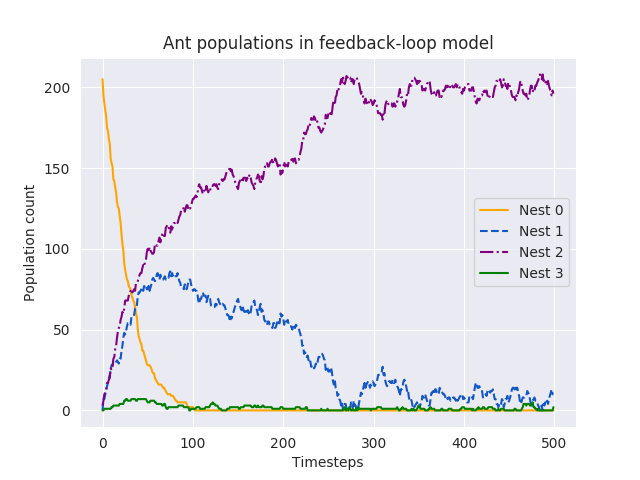 Ant populations in feedback-loop model
Population count
200
150
100
50
0
Nest 0
Nest 1
Nest 2
Nest 3
0 100 200 300 400 500
Timesteps